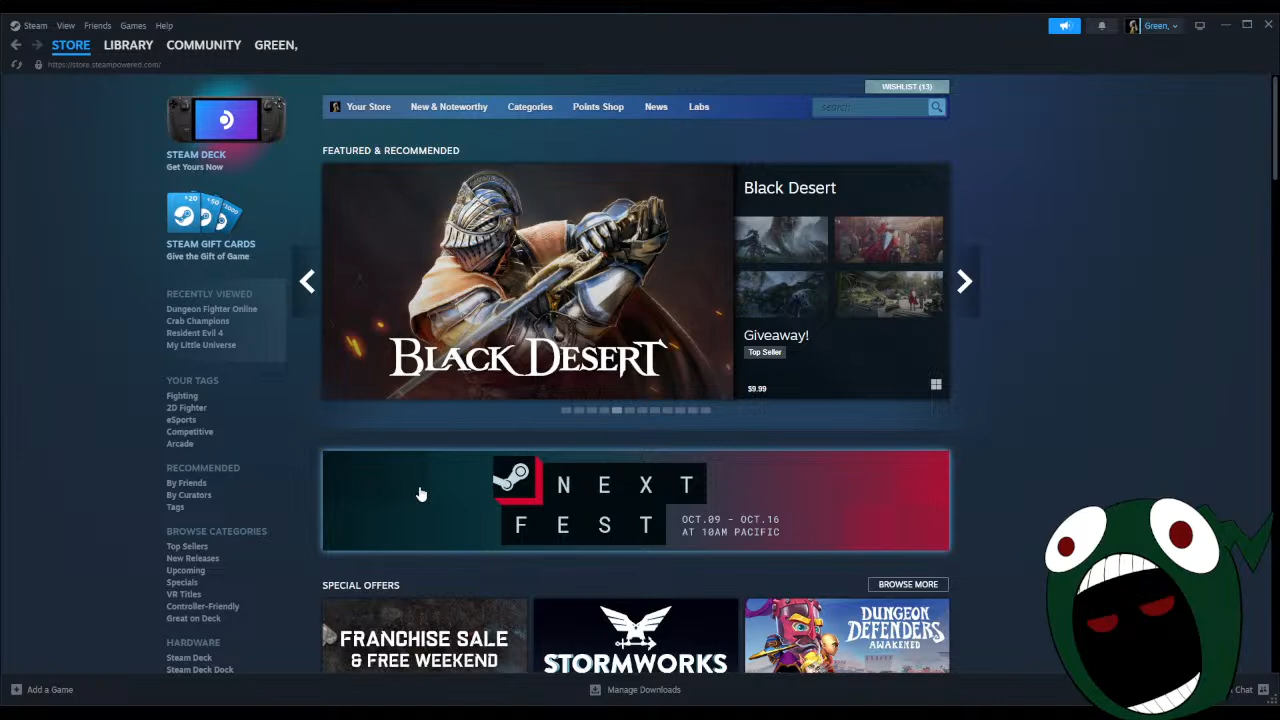 Steam View Friends Games Help
Green,
STORE LIBRARY COMMUNITY GREEN,
https://store.steampowered.com/
WISHLIST (13)
Your Store New & Noteworthy Categories Points Shop News Labs
search
STEAM DECK
Get Yours Now
$20 $50
STEAM GIFT CARDS
Give the Gift of Game
RECENTLY VIEWED
Dungeon Fighter Online
Crab Champions
Resident Evil 4
My Little Universe
YOUR TAGS
Fighting
2D Fighter
eSports
Competitive
Arcade
RECOMMENDED
By Friends
By Curators
Tags
BROWSE CATEGORIES
Top Sellers
New Releases
Upcoming
Specials
VR Titles
Controller-Friendly
Great on Deck
HARDWARE
Steam Deck
Steam Deck Dock
FEATURED & RECOMMENDED
BLACK DESERT
Black Desert
Giveaway!
Top Seller
$9.99
NEXT
FEST
OCT.09 - OCT.16
AT 10AM PACIFIC
SPECIAL OFFERS
BROWSE MORE
FRANCHISE SALE
& FREE WEEKEND
STORMWORKS
DUNGEON
DEFENDERS
AWAKENED
Add a Game
Manage Downloads
Chat